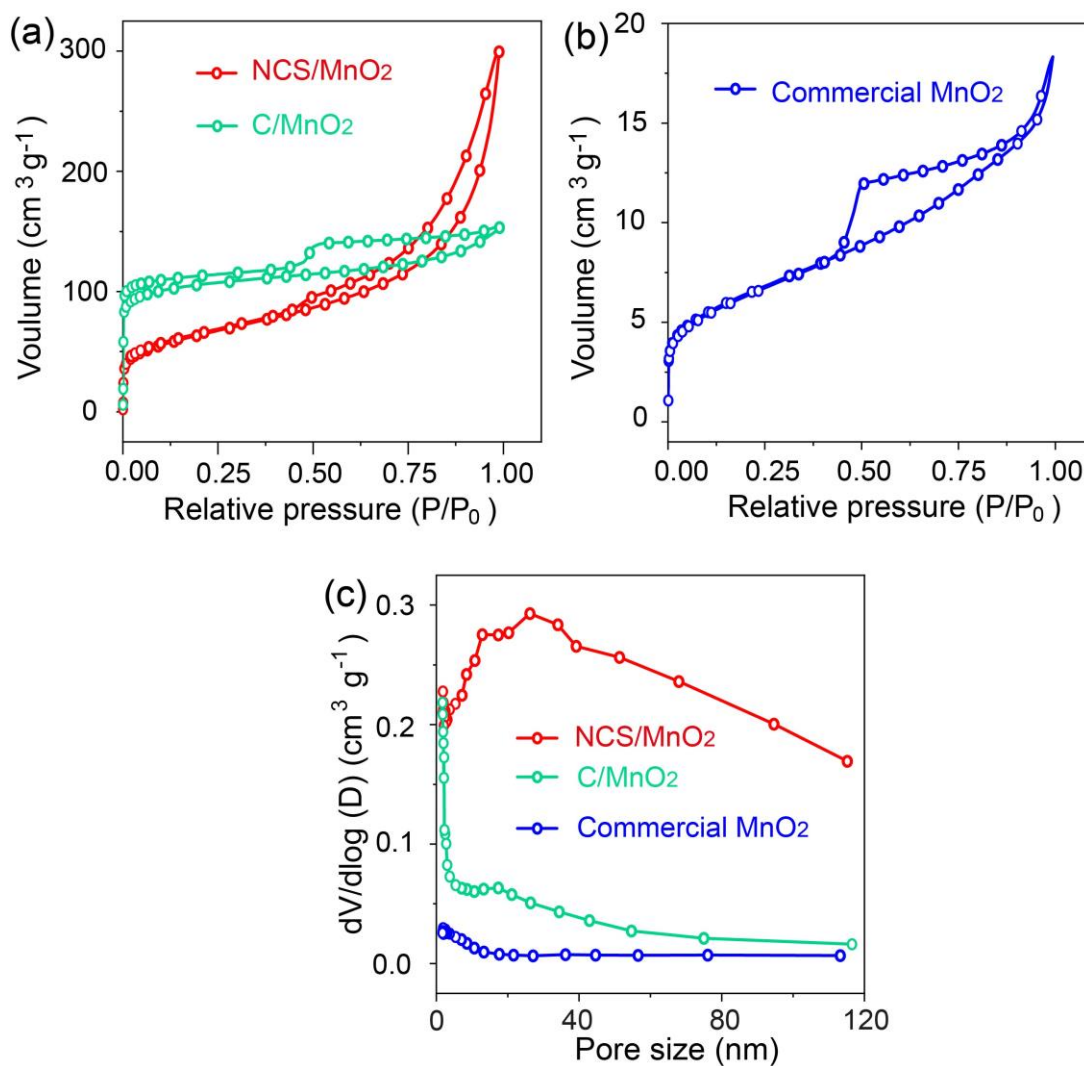 (a)
NCS/MnO2
C/MnO2
Voulume (cm 3 g-1)
300
200
100
0
0.00 0.25 0.50 0.75 1.00
Relative pressure (P/P0 )
(b)
Commercial MnO2
Voulume (cm 3 g-1)
20
15
10
5
0
0.00 0.25 0.50 0.75 1.00
Relative pressure (P/P0 )
(c)
NCS/MnO2
C/MnO2
Commercial MnO2
dV/dlog (D) (cm3 g-1 )
0.3
0.2
0.1
0.0
0 40 80 120
Pore size (nm)